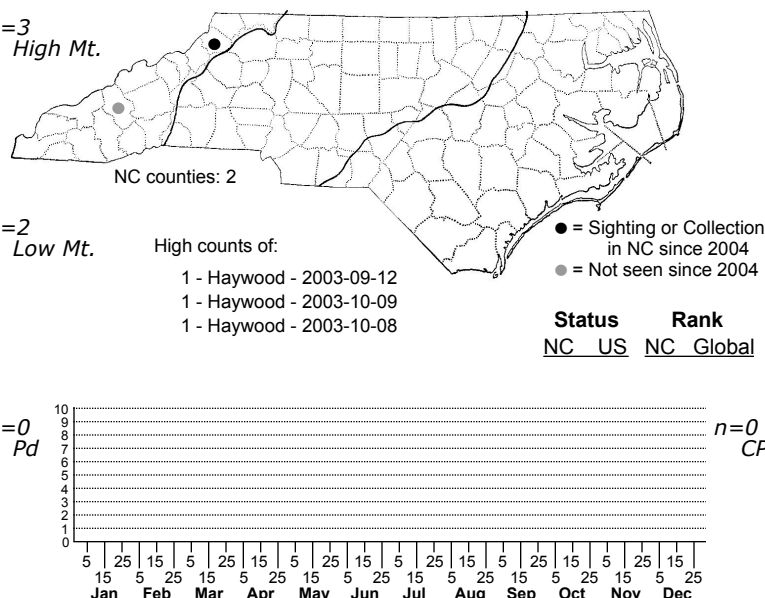 =3
High Mt.
NC counties: 2
=2
Low Mt.
High counts of:
1 - Haywood - 2003-09-12
1 - Haywood - 2003-10-09
1 - Haywood - 2003-10-08
= Sighting or Collection
in NC since 2004
= Not seen since 2004
Status Rank
NC US NC Global
=0
Pd
n=0
CP
10
9
8
7
6
5
4
3
2
1
0
5 25 15 5 25 15 5 25 15 5 25 15 5 25 15 5 25 15
15 5 25 15 5 25 15 5 25 15 5 25 15 5 25 15 5 25
Jan Feb Mar Apr May Jun Jul Aug Sep Oct Nov Dec